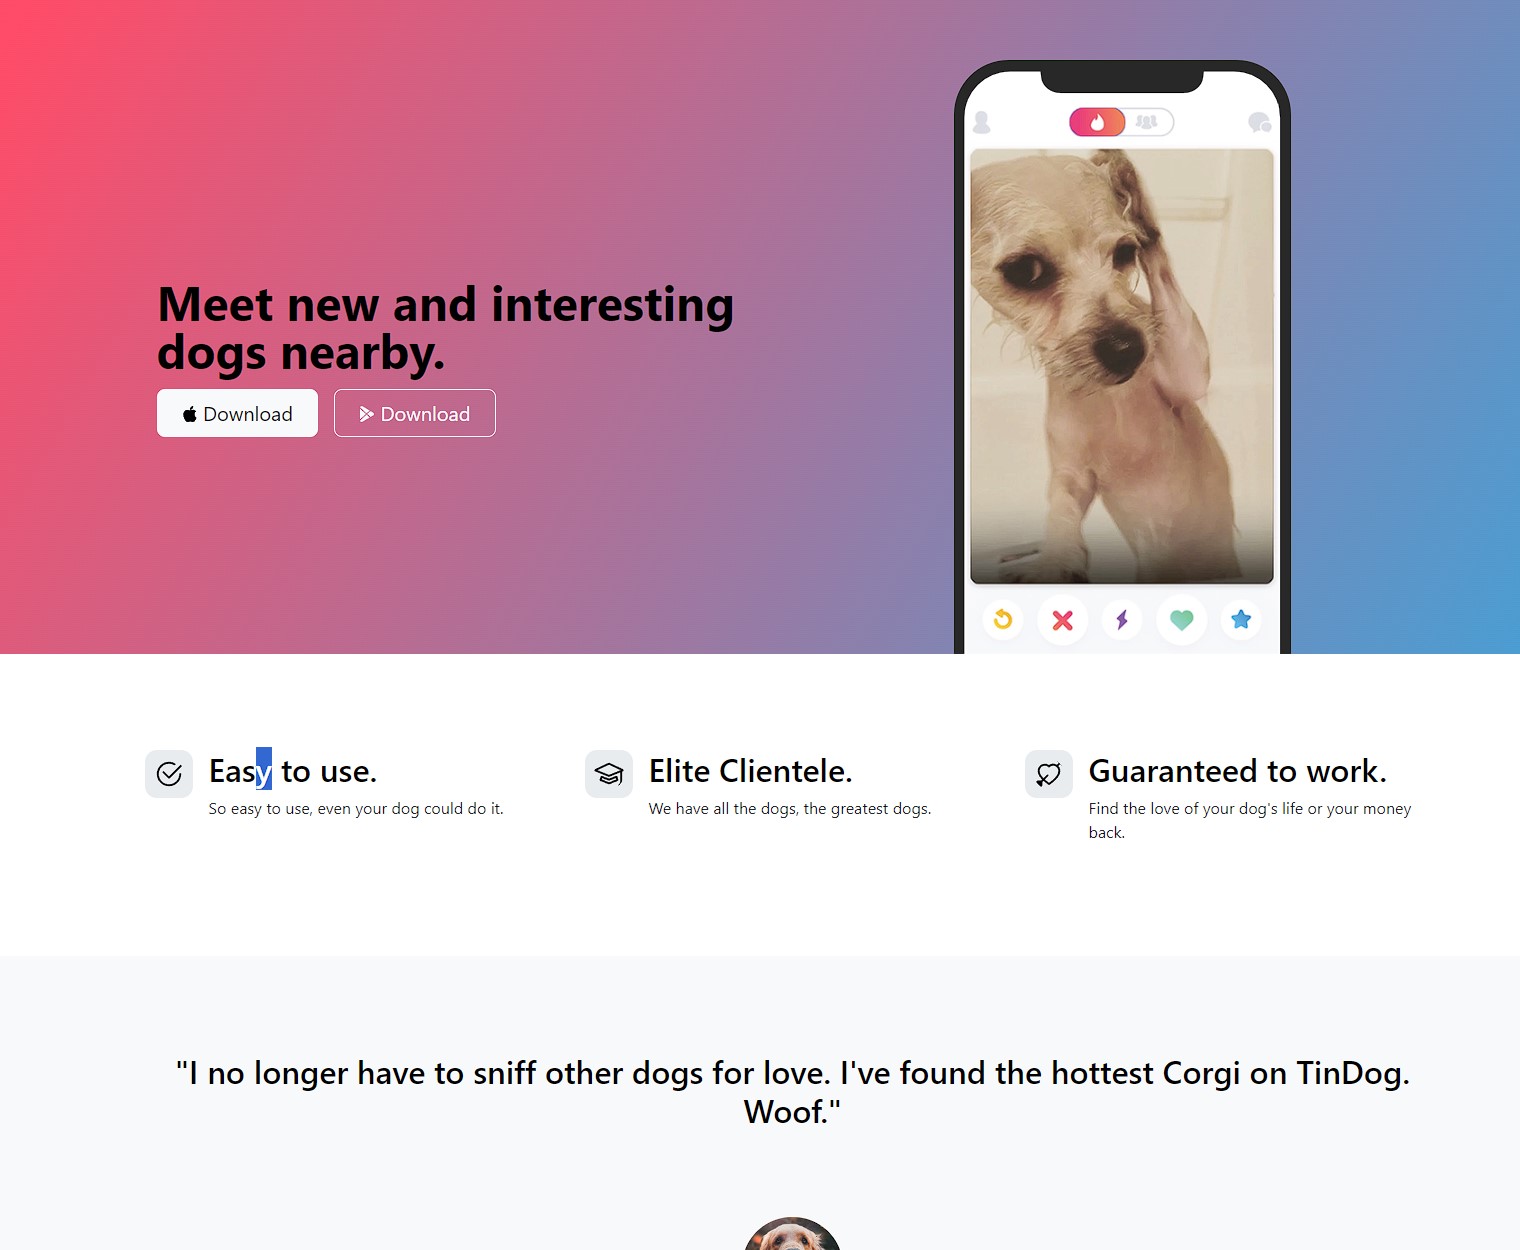 Meet new and interesting
dogs nearby.
Download
Download
Easy to use.
So easy to use, even your dog could do it.
Elite Clientele.
We have all the dogs, the greatest dogs.
Guaranteed to work.
Find the love of your dog's life or your money
back.
"I no longer have to sniff other dogs for love. I've found the hottest Corgi on TinDog.
Woof."